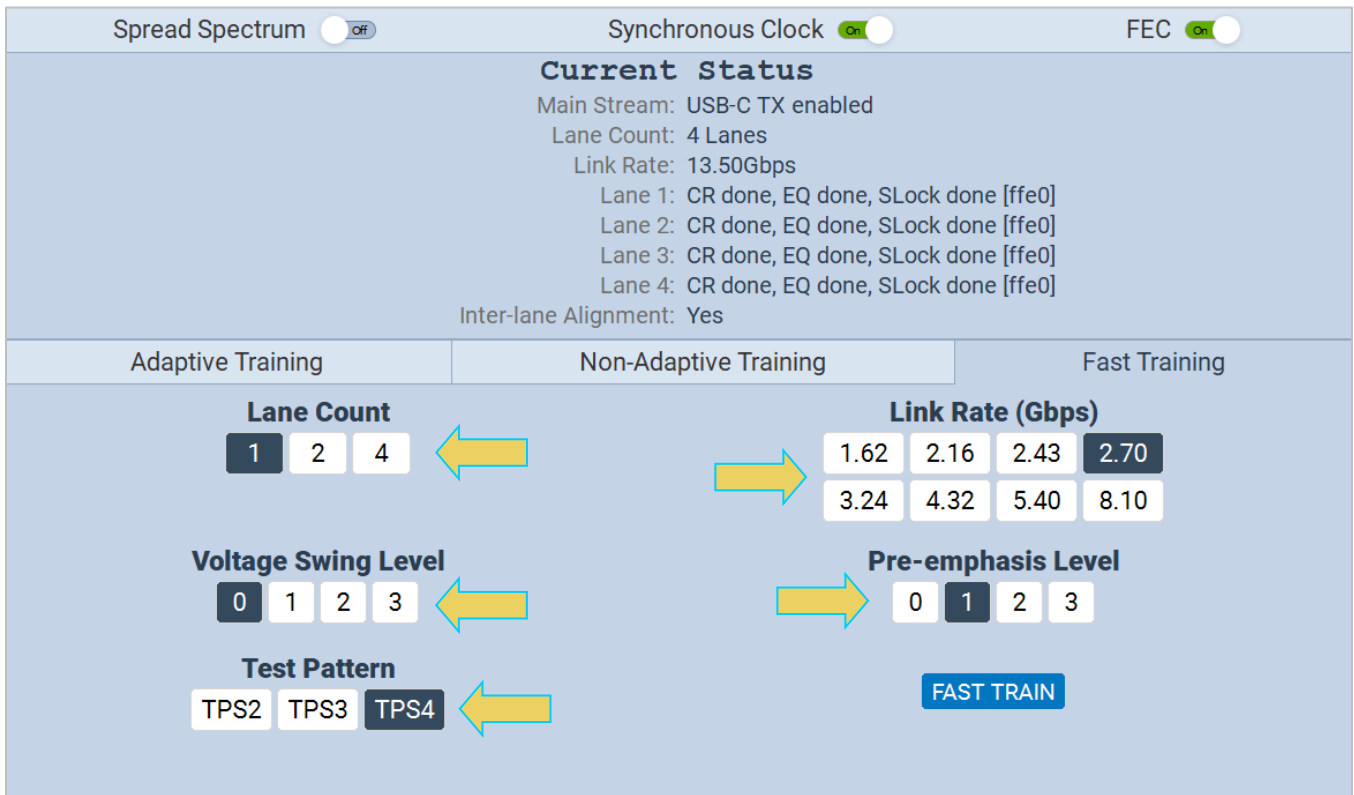 Spread Spectrum Off Synchronous Clock On FEC On
Current Status
Main Stream: USB-C TX enabled
Lane Count: 4 Lanes
Link Rate: 13.50Gbps
Lane 1: CR done, EQ done, SLock done [ffe0]
Lane 2: CR done, EQ done, SLock done [ffe0]
Lane 3: CR done, EQ done, SLock done [ffe0]
Lane 4: CR done, EQ done, SLock done [ffe0]
Inter-lane Alignment: Yes
Adaptive Training Non-Adaptive Training Fast Training
Lane Count
1 2 4
Link Rate (Gbps)
1.62 2.16 2.43 2.70
3.24 4.32 5.40 8.10
Voltage Swing Level
0 1 2 3
Pre-emphasis Level
0 1 2 3
Test Pattern
TPS2 TPS3 TPS4
FAST TRAIN